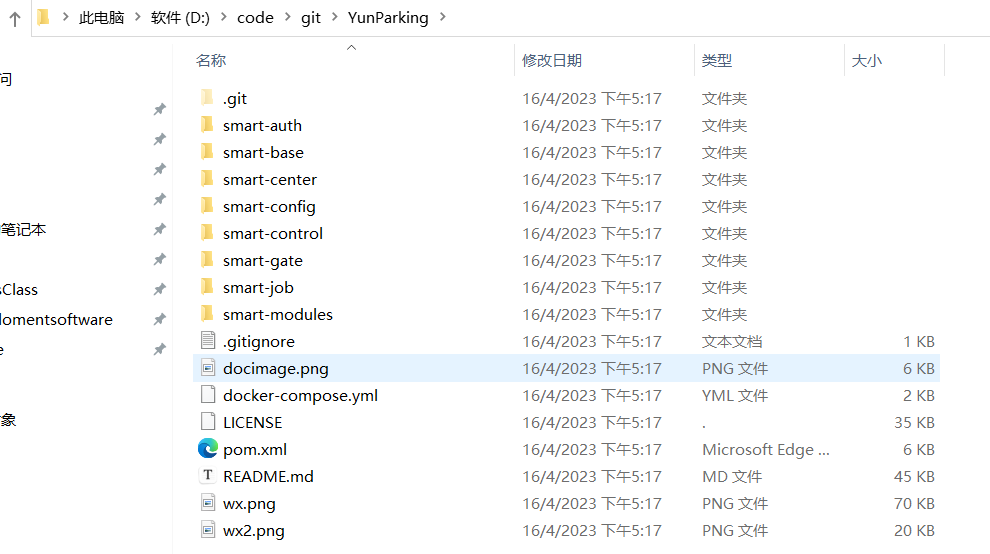 此电脑 > 软件 (D:) > code > git > YunParking >
名称 修改日期 类型 大小
问
.git 16/4/2023 下午5:17 文件夹
smart-auth 16/4/2023 下午5:17 文件夹
smart-base 16/4/2023 下午5:17 文件夹
smart-center 16/4/2023 下午5:17 文件夹
smart-config 16/4/2023 下午5:17 文件夹
笔记本 smart-control 16/4/2023 下午5:17 文件夹
smart-gate 16/4/2023 下午5:17 文件夹
sClass smart-job 16/4/2023 下午5:17 文件夹
lomentsoftware smart-modules 16/4/2023 下午5:17 文件夹
e .gitignore 16/4/2023 下午5:17 文本文档 1 KB
docimage.png 16/4/2023 下午5:17 PNG 文件 6 KB
docker-compose.yml 16/4/2023 下午5:17 YML 文件 2 KB
象 LICENSE 16/4/2023 下午5:17 . 35 KB
pom.xml 16/4/2023 下午5:17 Microsoft Edge ... 6 KB
README.md 16/4/2023 下午5:17 MD 文件 45 KB
wx.png 16/4/2023 下午5:17 PNG 文件 70 KB
wx2.png 16/4/2023 下午5:17 PNG 文件 20 KB